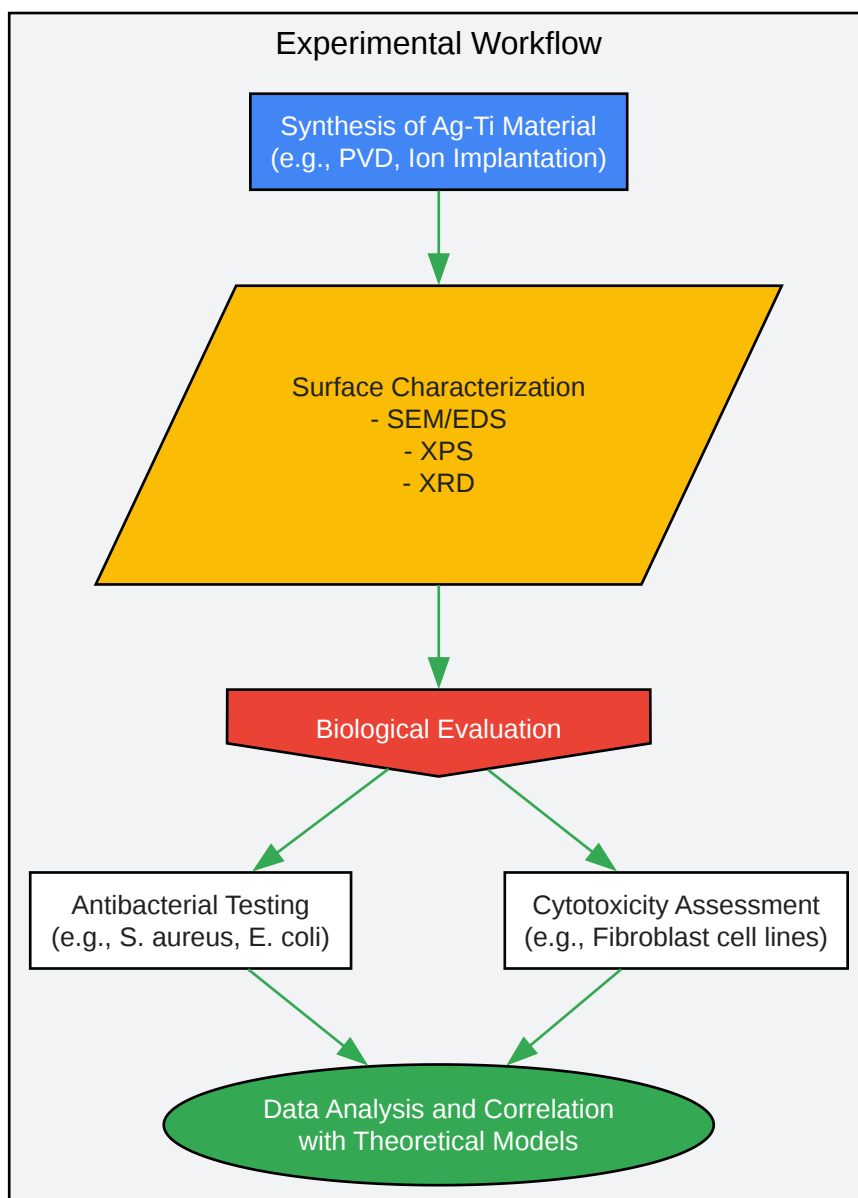 Experimental Workflow
Synthesis of Ag-Ti Material
(e.g., PVD, Ion Implantation)
Surface Characterization
- SEM/EDS
- XPS
- XRD
Biological Evaluation
Antibacterial Testing
(e.g., S. aureus, E. coli)
Cytotoxicity Assessment
(e.g., Fibroblast cell lines)
Data Analysis and Correlation
with Theoretical Models